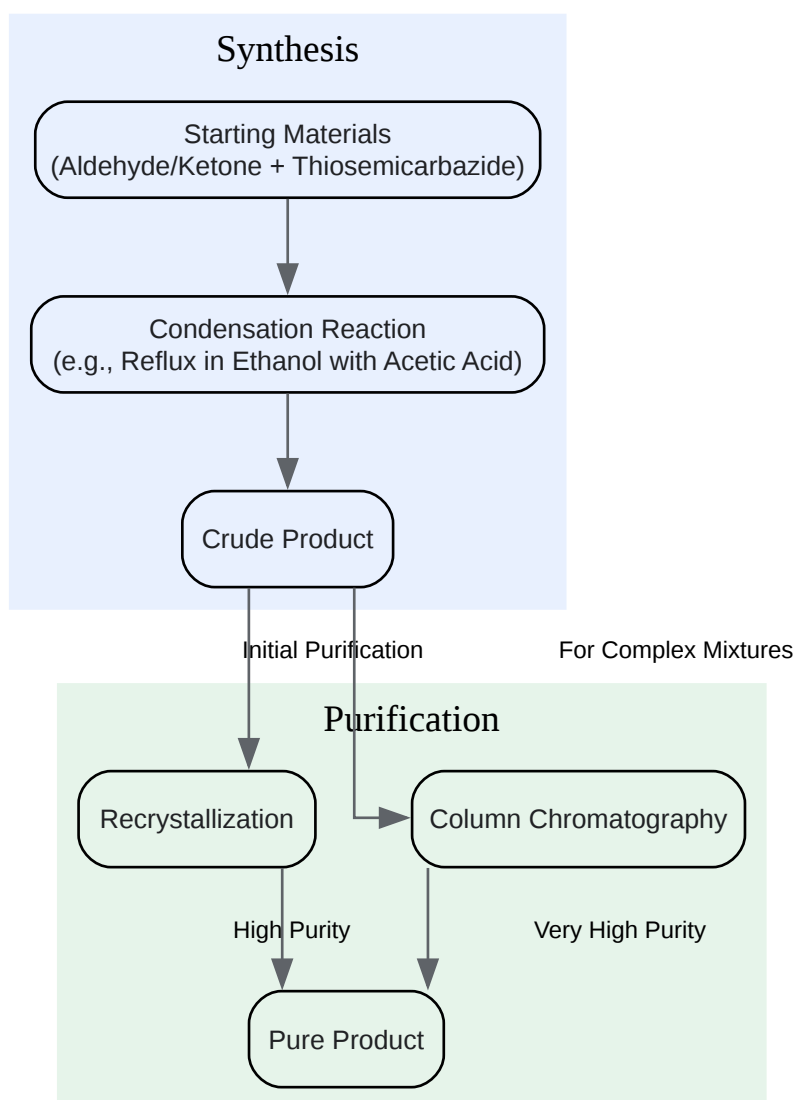 Synthesis
Starting Materials
(Aldehyde/Ketone + Thiosemicarbazide)
Condensation Reaction
(e.g., Reflux in Ethanol with Acetic Acid)
Crude Product
Initial Purification
For Complex Mixtures
Purification
Recrystallization
Column Chromatography
High Purity
Very High Purity
Pure Product